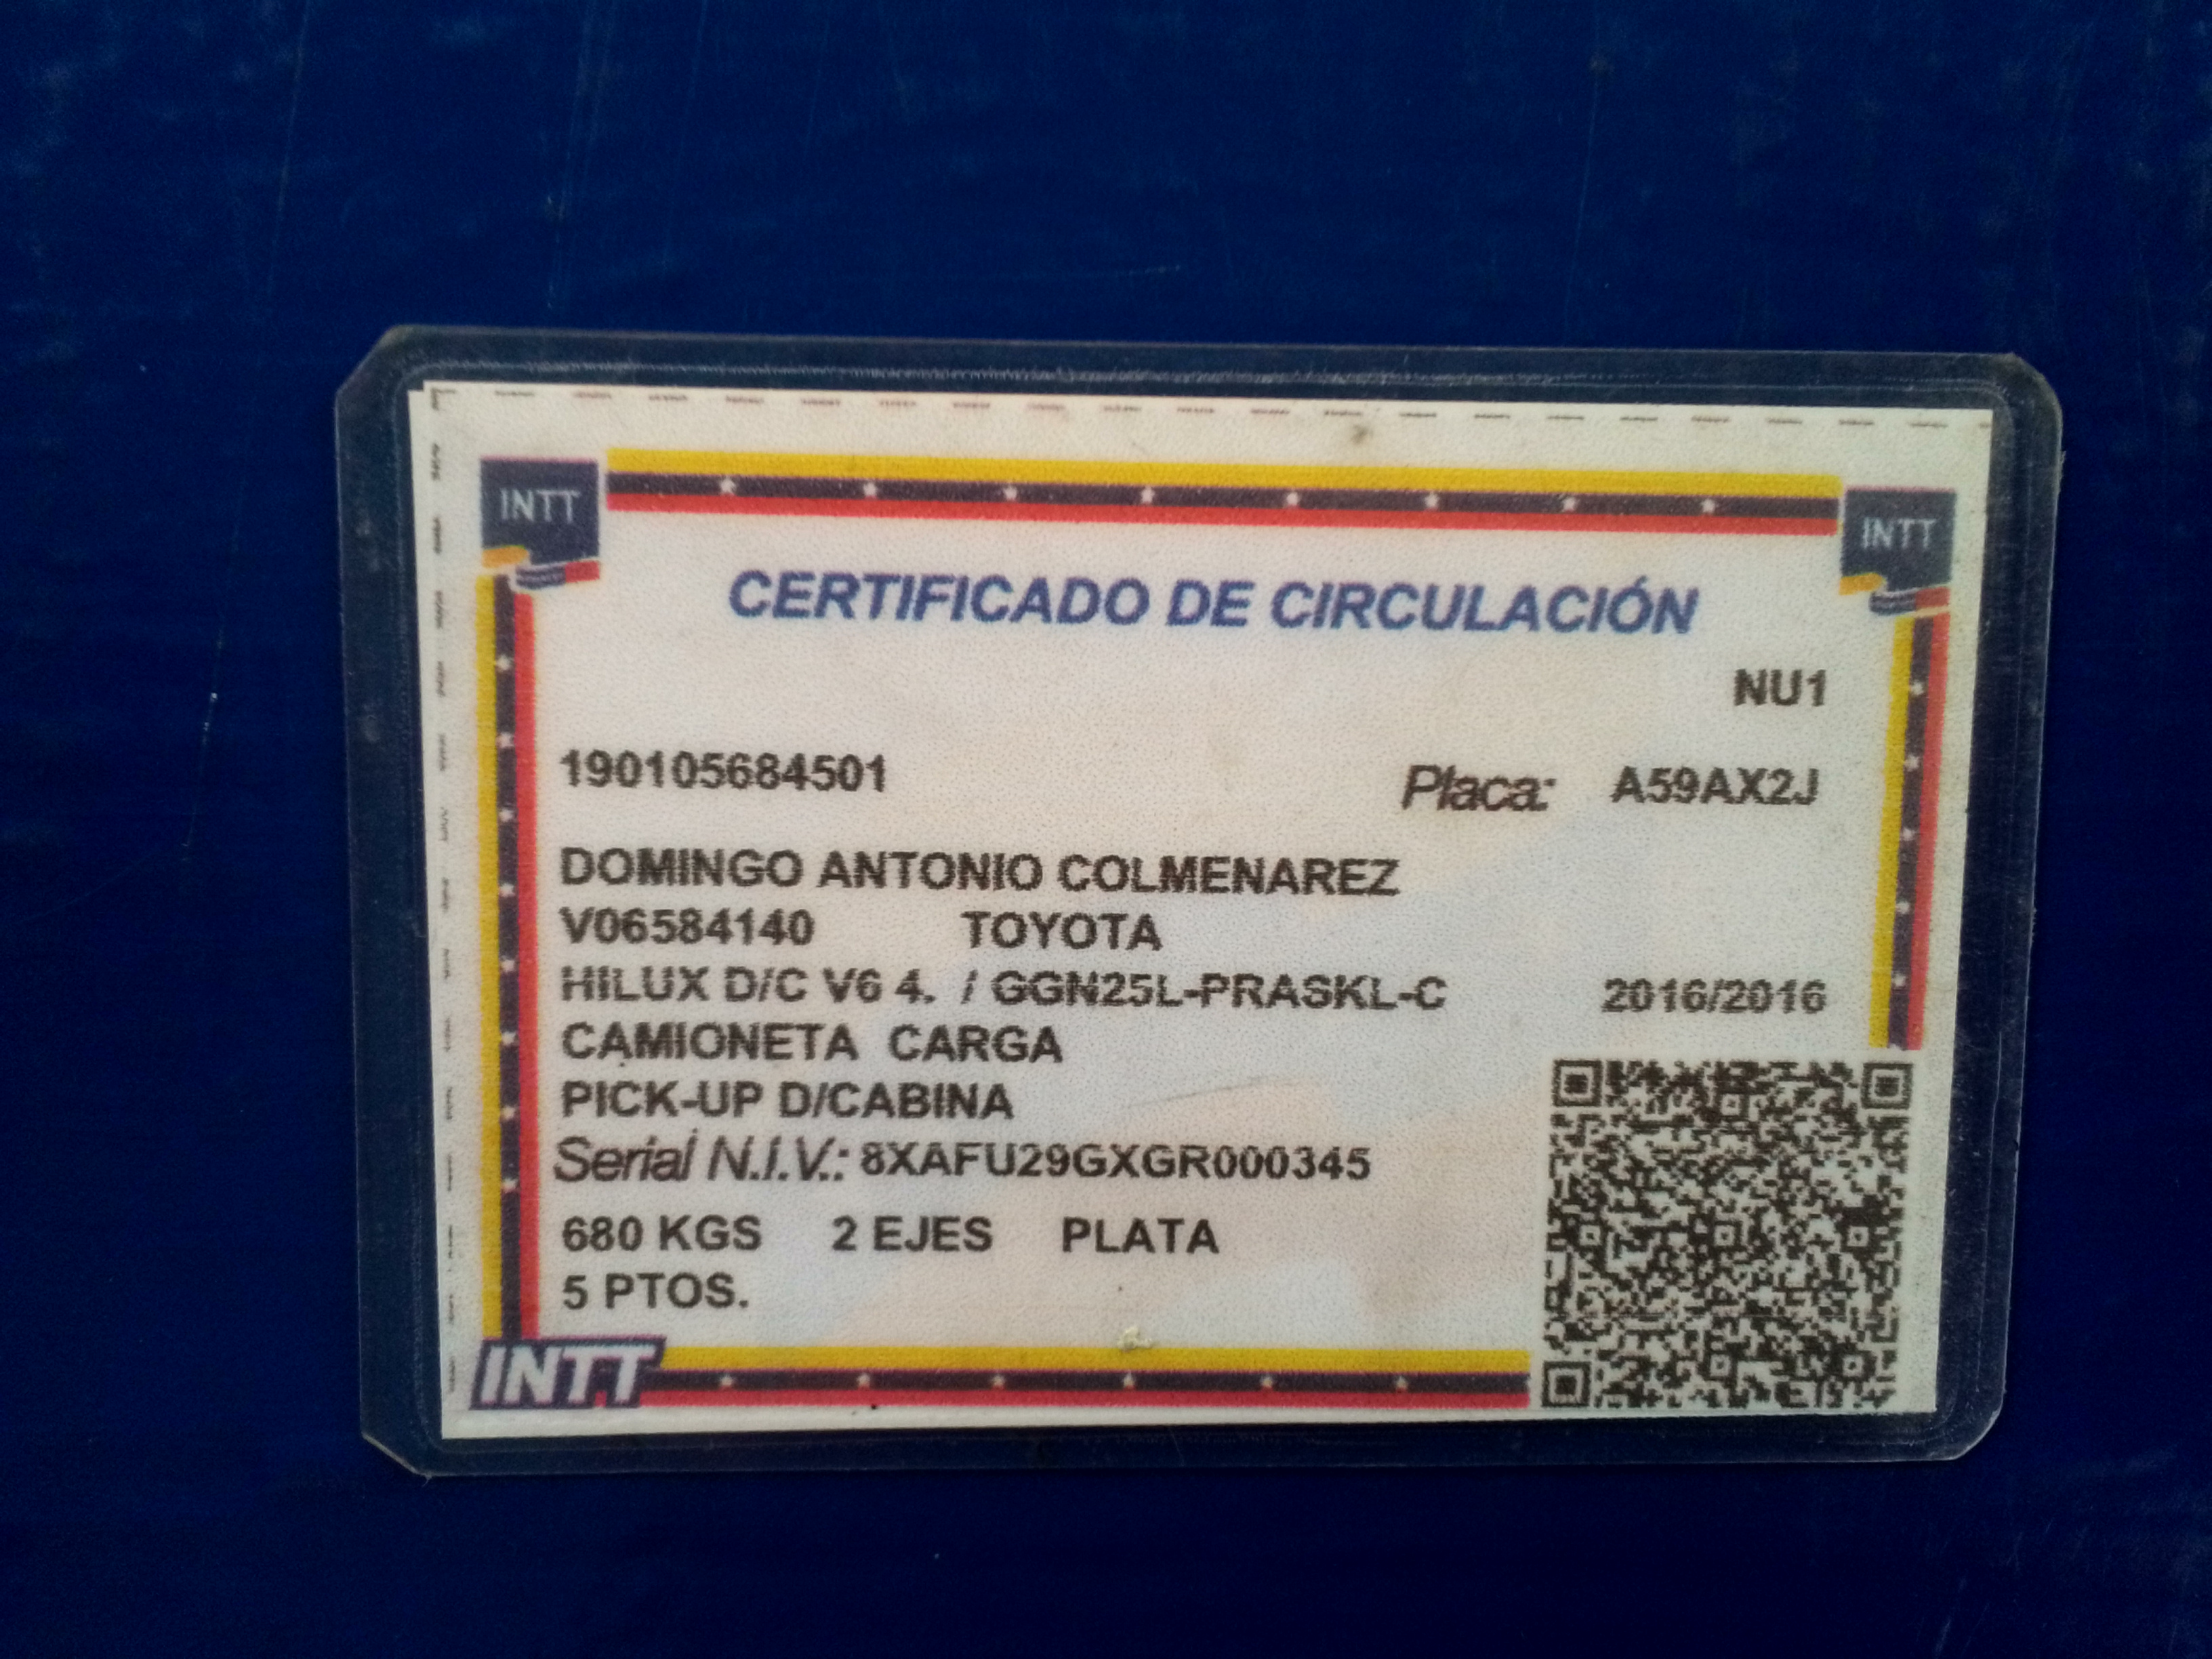 INTT
INTT
CERTIFICADO DE CIRCULACIÓN
NU1
190105684501 Placa: A59AX2J
DOMINGO ANTONIO COLMENAREZ
V06584140 TOYOTA
HILUX D/C V6 4. / GGN25L-PRASKL-C 2016/2016
CAMIONETA CARGA
PICK-UP D/CABINA
Serial N.I.V.: 8XAFU29GXGR000345
680 KGS 2 EJES PLATA
5 PTOS.
INTT